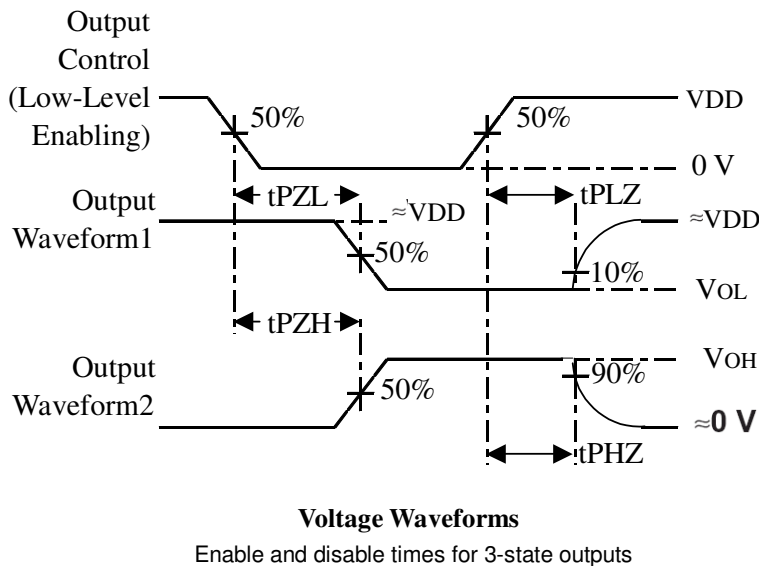 Output
Control
(Low-Level
Enabling)
50%
50%
VDD
0 V
tPZL
tPLZ
Output
Waveform1
≈VDD
≈VDD
50%
10%
VOL
tPZH
Output
Waveform2
50%
90%
VOH
≈0 V
tPHZ
Voltage Waveforms
Enable and disable times for 3-state outputs